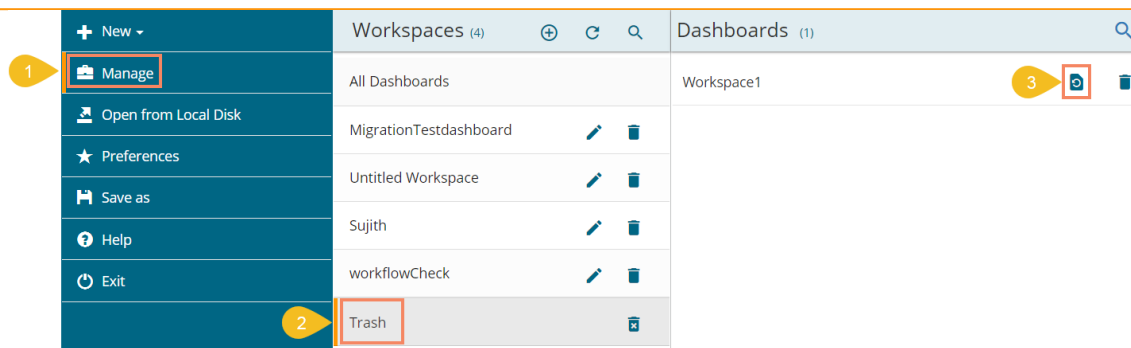 New
Workspaces (4)
Dashboards (1)
1
Manage
All Dashboards
Workspace1
3
Open from Local Disk
MigrationTestdashboard
Preferences
Untitled Workspace
Save as
Sujith
Help
workflowCheck
Exit
2
Trash